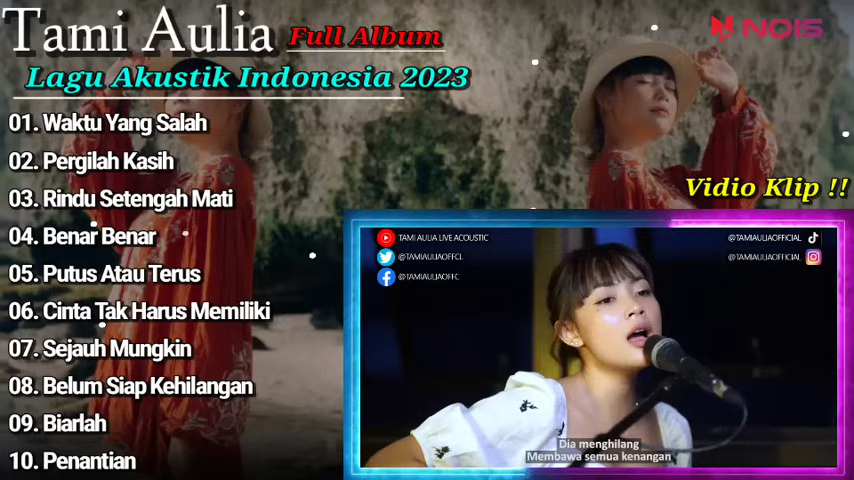 Tami Aulia Full Album
NOIS
Lagu Akustik Indonesia 2023
01. Waktu Yang Salah
02. Pergilah Kasih
03. Rindu Setengah Mati
04. Benar Benar
05. Putus Atau Terus
06. Cinta Tak Harus Memiliki
07. Sejauh Mungkin
08. Belum Siap Kehilangan
09. Biarlah
10. Penantian
Vidio Klip !!
TAMI AULIA LIVE ACOUSTIC
@TAMIAULIAOFFCL
@TAMIAULIAOFFC
@TAMIAULIAOFFICIAL
@TAMIAULIAOFFICIAL
Dia menghilang
Membawa semua kenangan